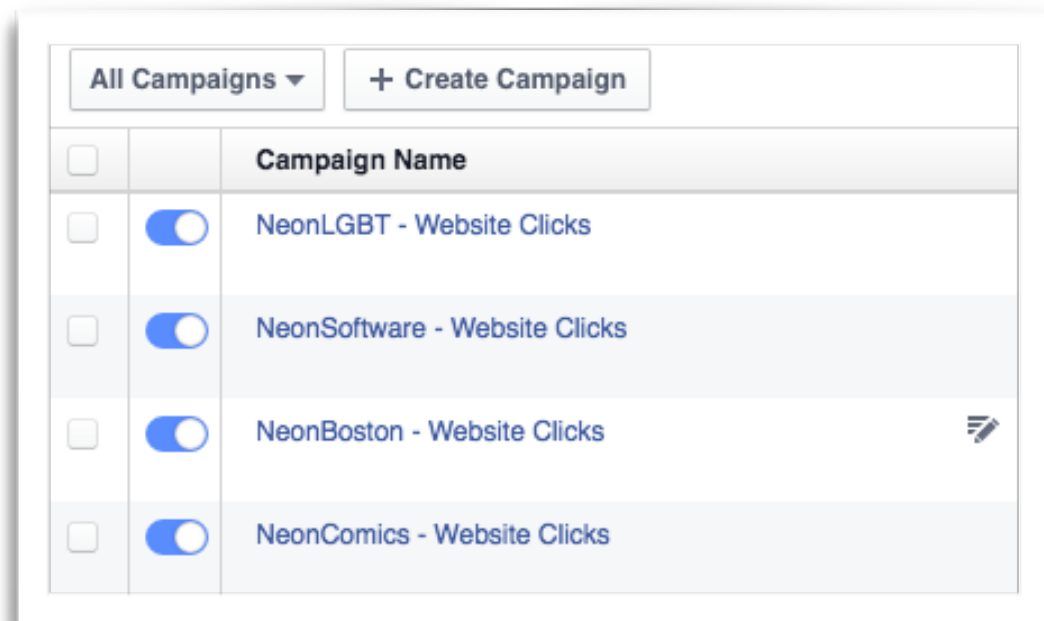 All Campaigns + Create Campaign
Campaign Name
NeonLGBT - Website Clicks
NeonSoftware - Website Clicks
NeonBoston - Website Clicks
NeonComics - Website Clicks